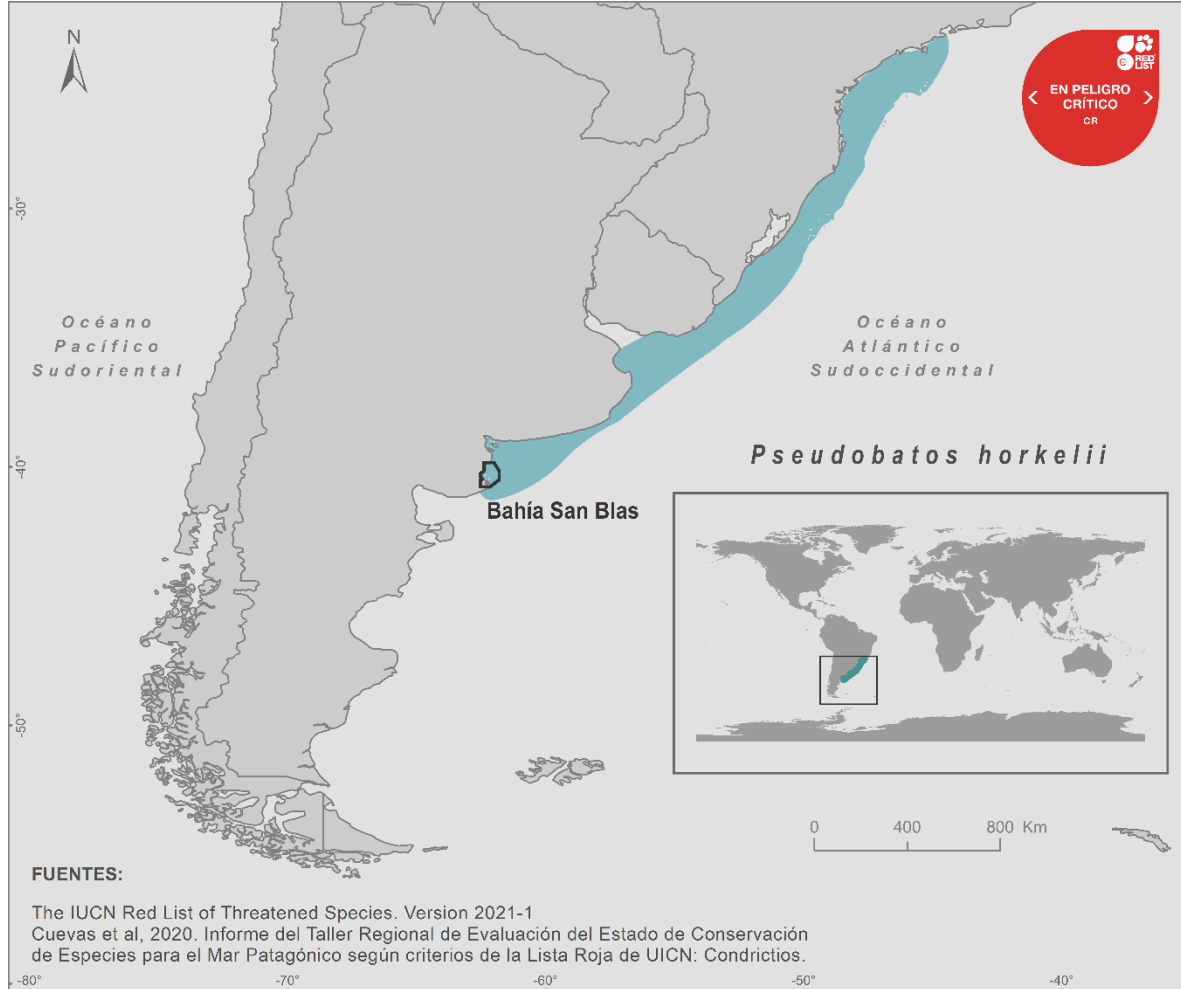 N
RED
LIST
EN PELIGRO
CRÍTICO
CR
-30°
Océano
Pacífico
Sudoriental
Océano
Atlántico
Sudoccidental
-40°
Pseudobatos horkelii
Bahía San Blas
-50°
0 400 800 Km
FUENTES:
The IUCN Red List of Threatened Species. Version 2021-1
Cuevas et al, 2020. Informe del Taller Regional de Evaluación del Estado de Conservación
de Especies para el Mar Patagónico según criterios de la Lista Roja de UICN: Condrictios.
-80° -70° -60° -50° -40°